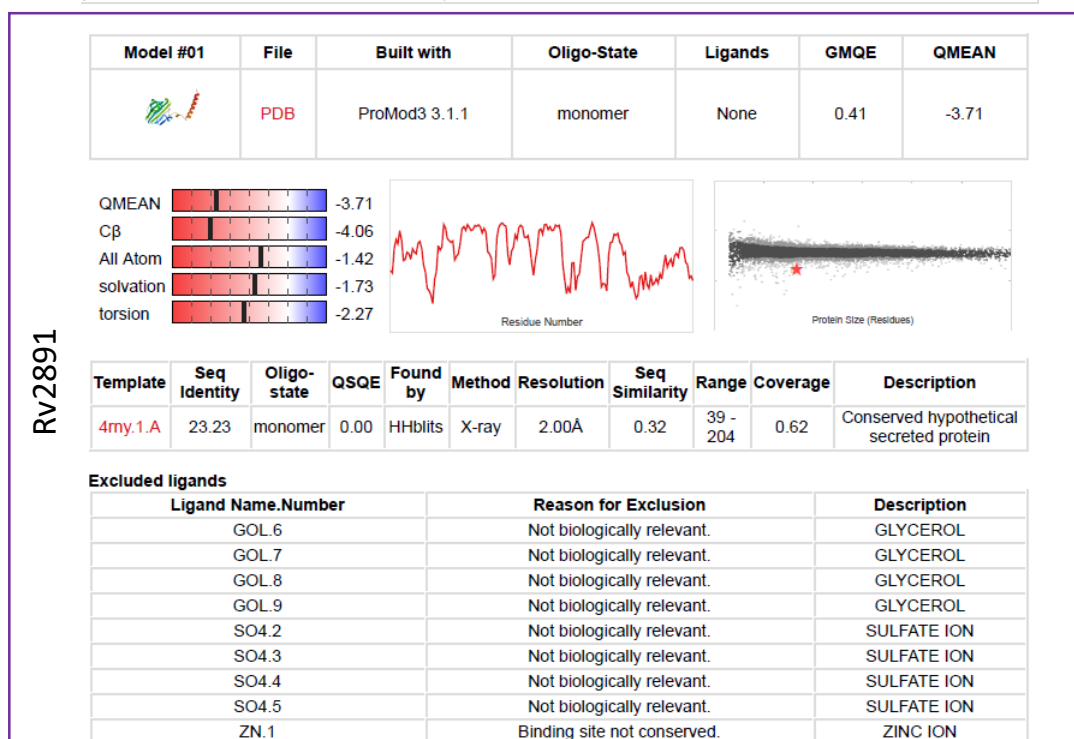 Rv2891
Model #01 File Built with Oligo-State Ligands GMQE QMEAN
PDB ProMod3 3.1.1 monomer None 0.41 -3.71
QMEAN -3.71
Cβ -4.06
All Atom -1.42
solvation -1.73
torsion -2.27
Residue Number
Protein Size (Residues)
Template Seq Identity Oligo-state QSQE Found by Method Resolution Seq Similarity Range Coverage Description
4rny.1.A 23.23 monomer 0.00 HHblits X-ray 2.00Å 0.32 39 - 204 0.62 Conserved hypothetical secreted protein
Excluded ligands
Ligand Name.Number Reason for Exclusion Description
GOL.6 Not biologically relevant. GLYCEROL
GOL.7 Not biologically relevant. GLYCEROL
GOL.8 Not biologically relevant. GLYCEROL
GOL.9 Not biologically relevant. GLYCEROL
SO4.2 Not biologically relevant. SULFATE ION
SO4.3 Not biologically relevant. SULFATE ION
SO4.4 Not biologically relevant. SULFATE ION
SO4.5 Not biologically relevant. SULFATE ION
ZN.1 Binding site not conserved. ZINC ION